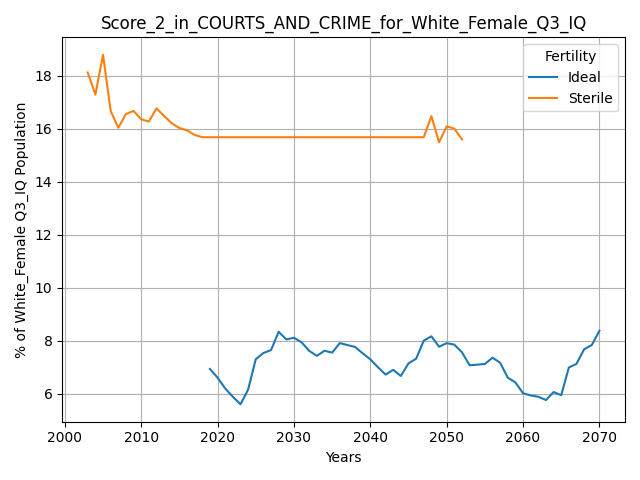 Score_2_in_COURTS_AND_CRIME_for_White_Female_Q3_IQ
Fertility
Ideal
Sterile
% of White_Female Q3_IQ Population
18
16
14
12
10
8
6
2000 2010 2020 2030 2040 2050 2060 2070
Years